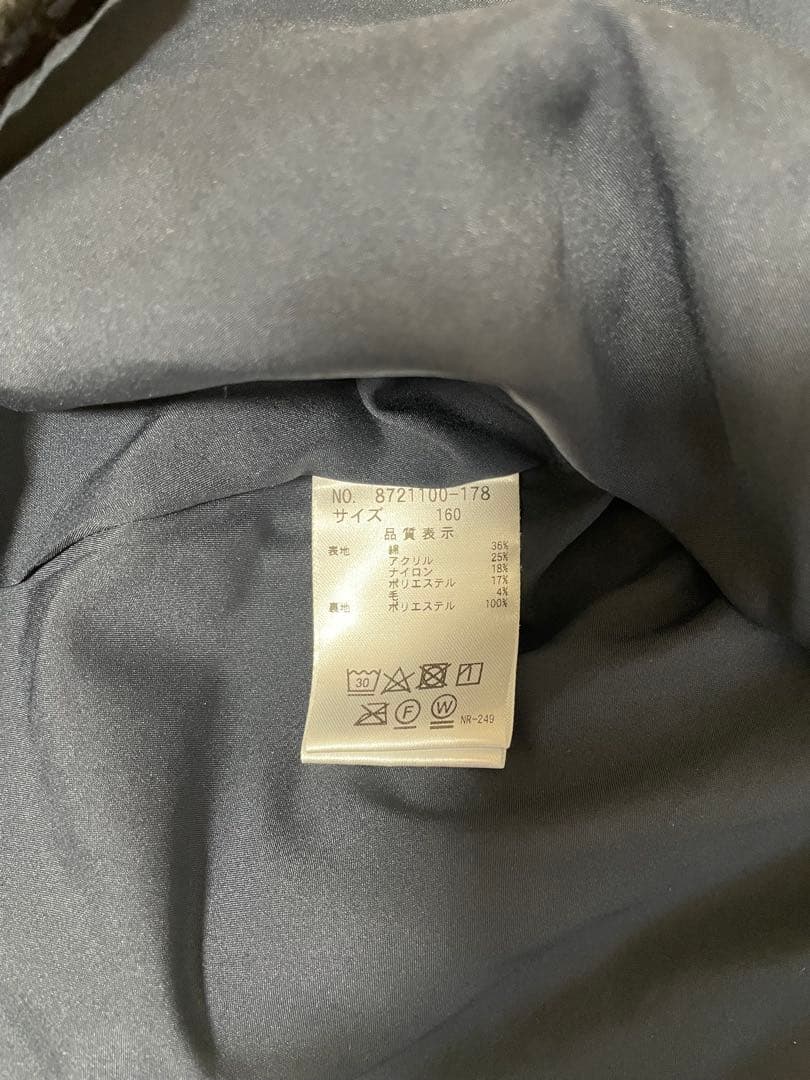 NO. 8721100-178
サイズ 160
品質表示
表地 綿 36%
アクリル 25%
ナイロン 18%
ポリエステル 17%
毛 4%
裏地 ポリエステル 100%
30
F W NR-249